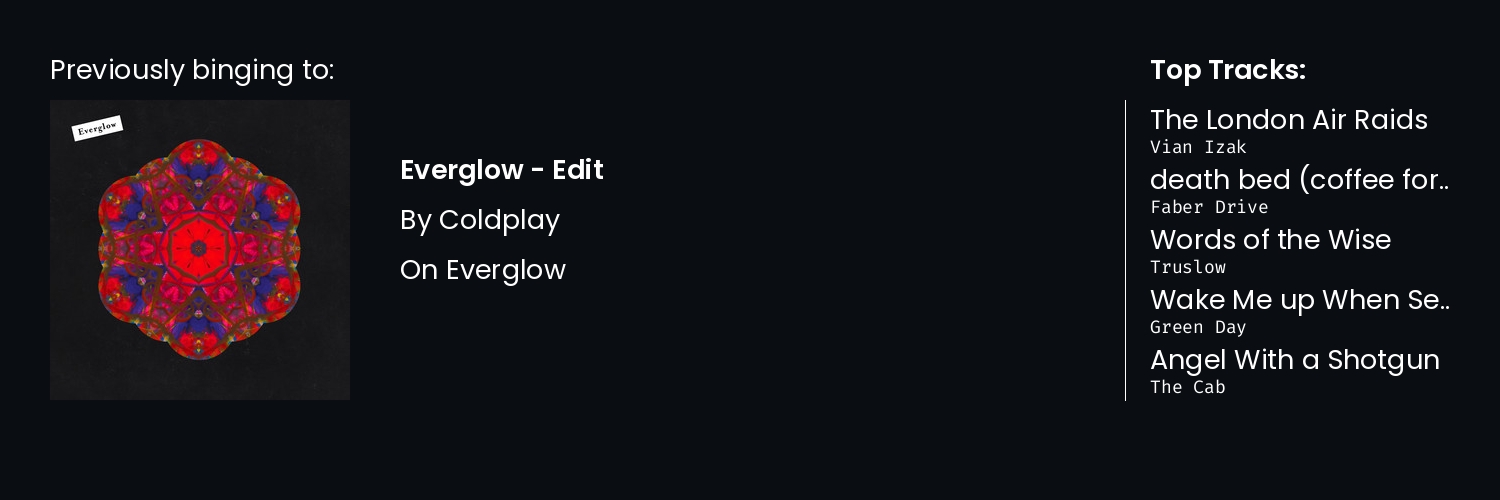 Previously binging to:
Everglow
Everglow - Edit
By Coldplay
On Everglow
Top Tracks:
The London Air Raids
Vian Izak
death bed (coffee for..
Faber Drive
Words of the Wise
Truslow
Wake Me up When Se..
Green Day
Angel With a Shotgun
The Cab